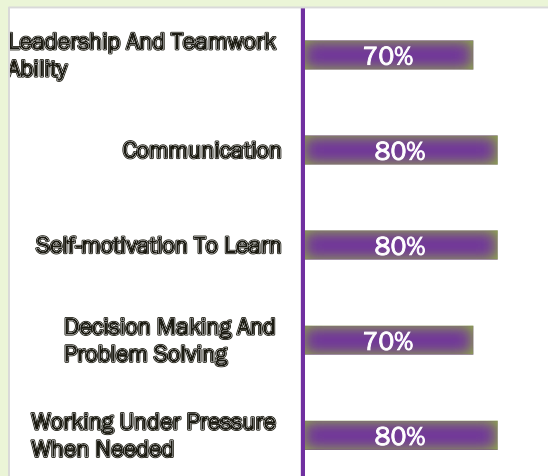 Leadership And Teamwork
Ability
70%
Communication
80%
Self-motivation To Learn
80%
Decision Making And
Problem Solving
70%
Working Under Pressure
When Needed
80%